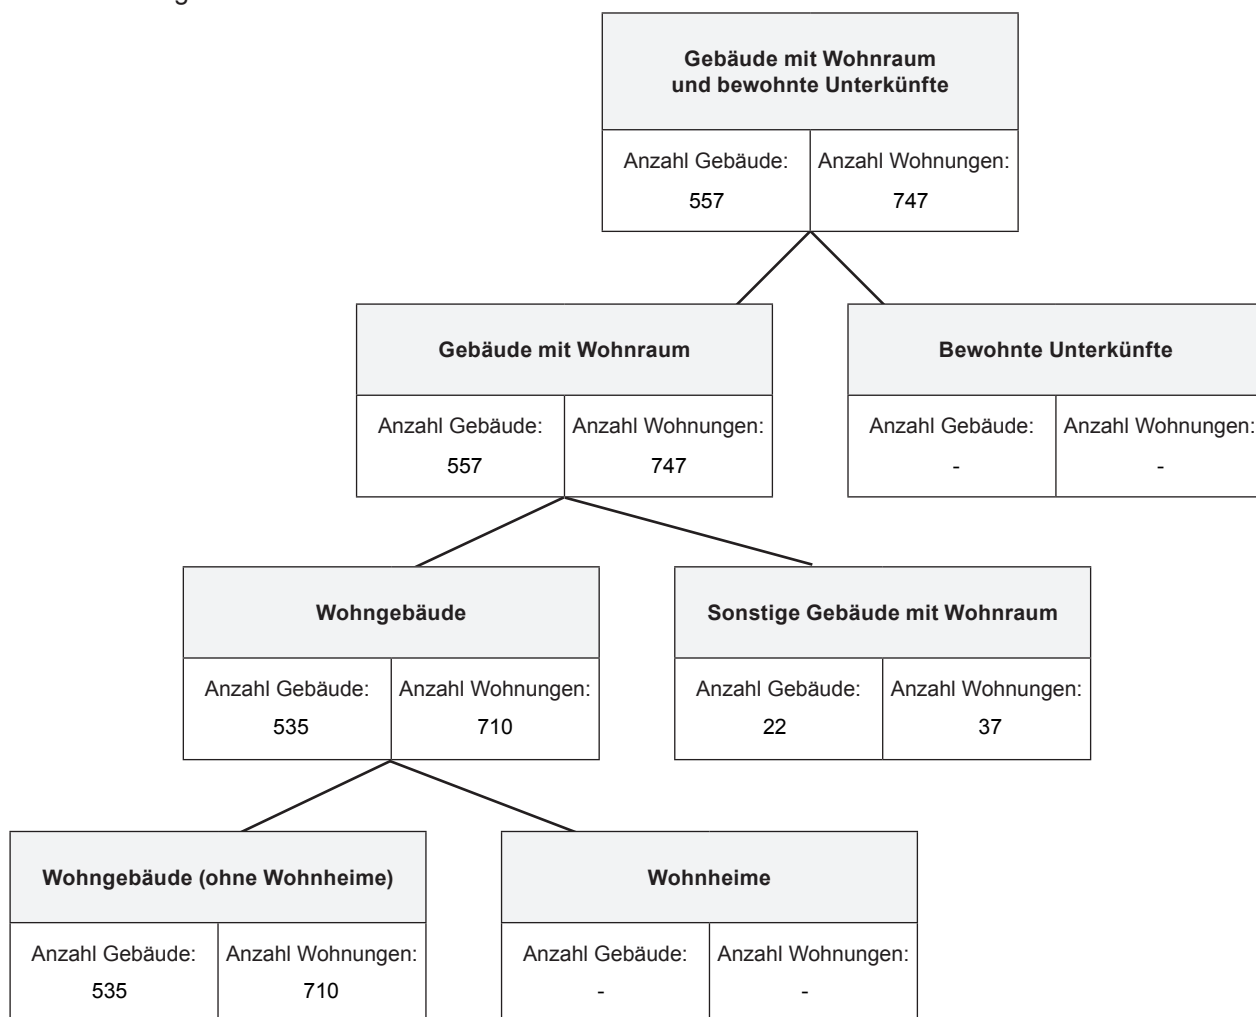 Gebäude mit Wohnraum
und bewohnte Unterkünfte
Anzahl Gebäude: Anzahl Wohnungen:
557 747
Gebäude mit Wohnraum
Anzahl Gebäude: Anzahl Wohnungen:
557 747
Bewohnte Unterkünfte
Anzahl Gebäude: Anzahl Wohnungen:
- -
Wohngebäude
Anzahl Gebäude: Anzahl Wohnungen:
535 710
Sonstige Gebäude mit Wohnraum
Anzahl Gebäude: Anzahl Wohnungen:
22 37
Wohngebäude (ohne Wohnheime)
Anzahl Gebäude: Anzahl Wohnungen:
535 710
Wohnheime
Anzahl Gebäude: Anzahl Wohnungen:
- -